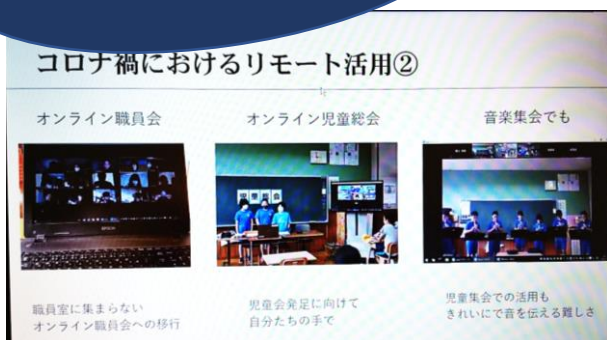 コロナ禍におけるリモート活用②
オンライン職員会
オンライン児童総会
音楽集会でも
EPSON
児童総会
職員室に集まらない
オンライン職員会への移行
児童会発足に向けて
自分たちの手で
児童集会での活用も
きれいにで音を伝える難しさ